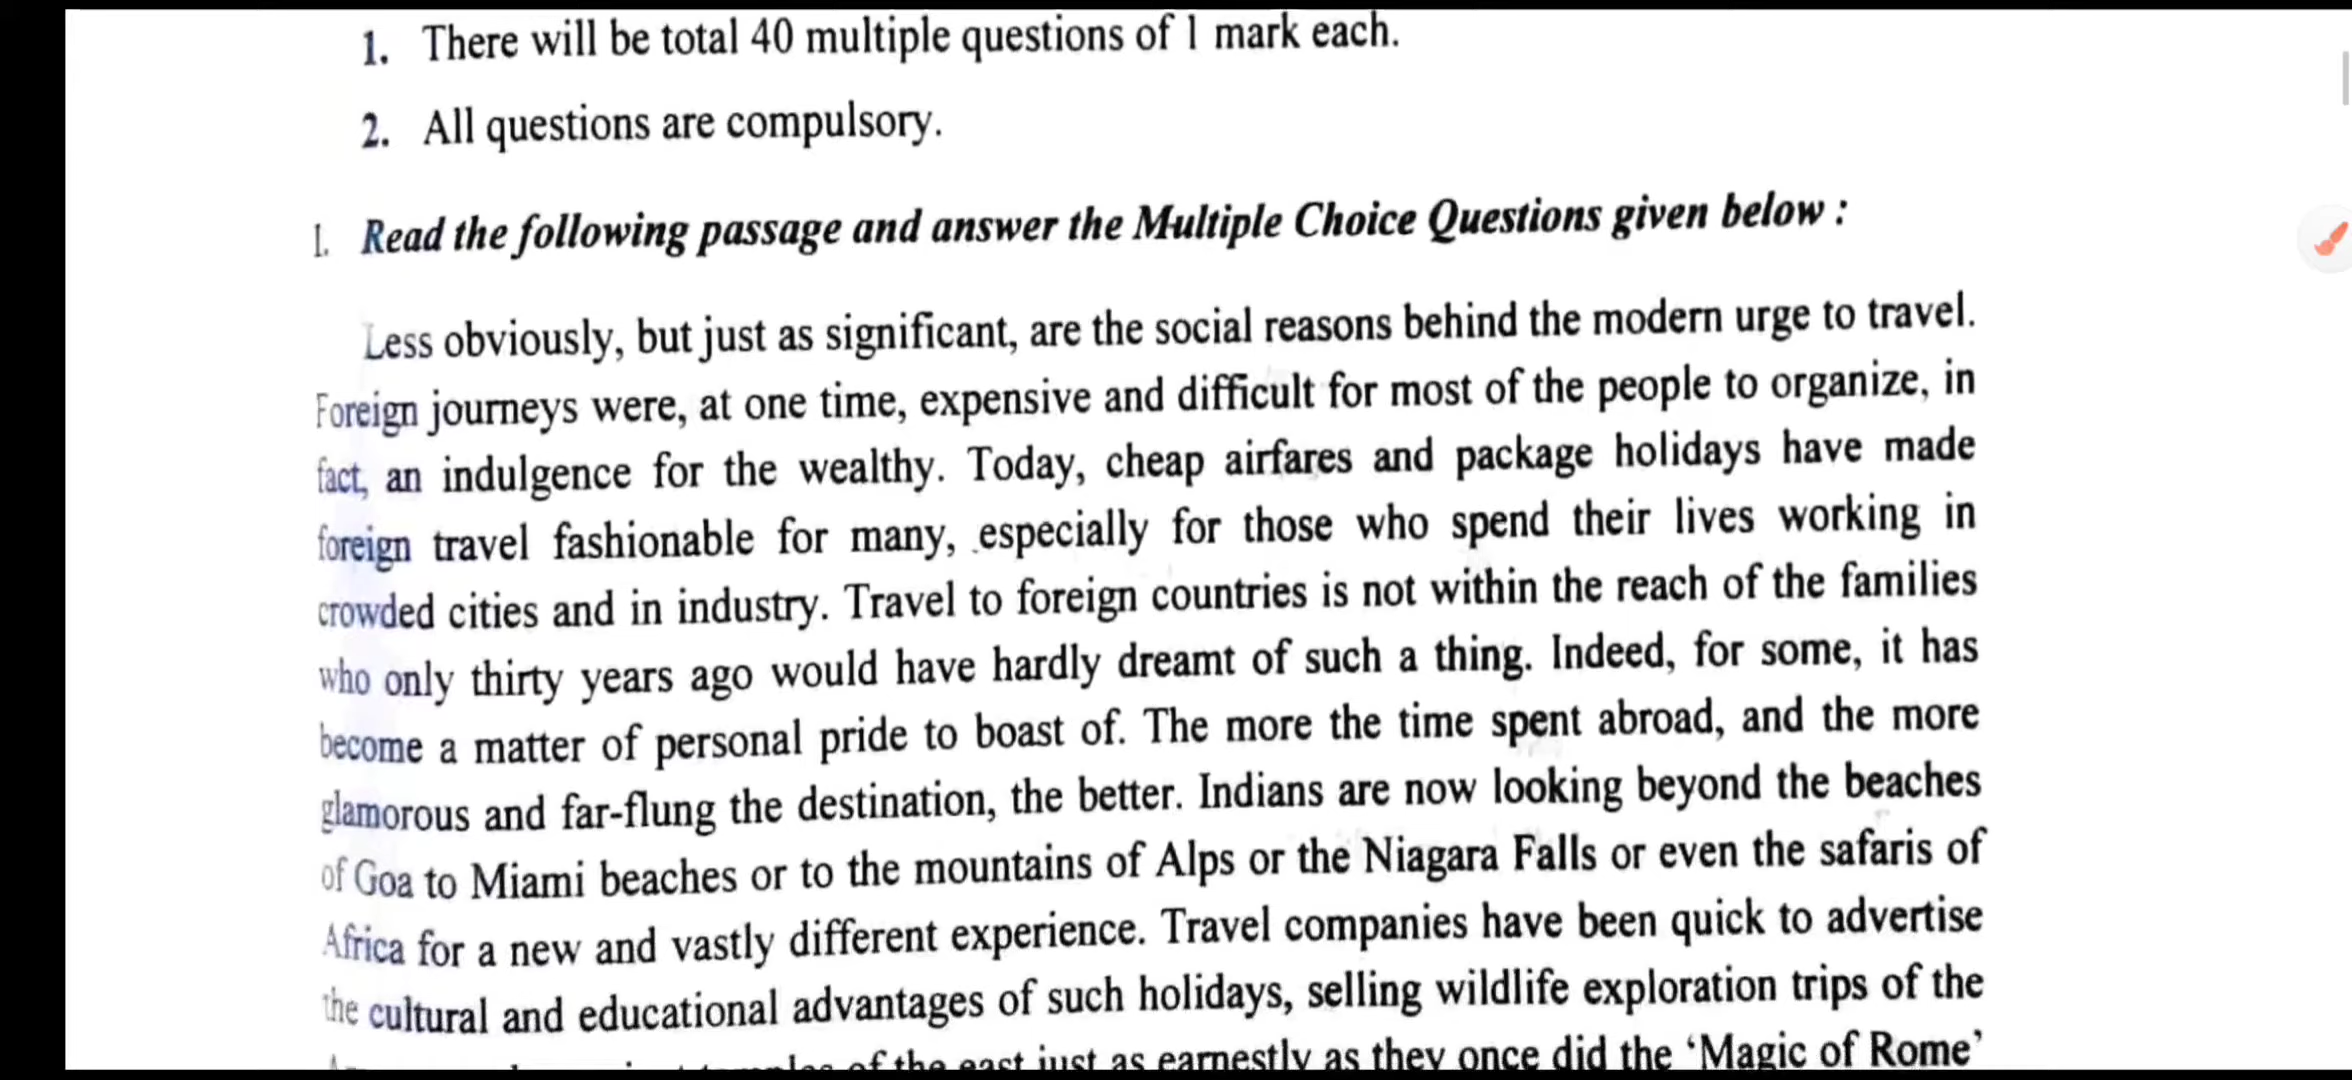 1. There will be total 40 multiple questions of 1 mark each.
2. All questions are compulsory.
I. Read the following passage and answer the Multiple Choice Questions given below :
Less obviously, but just as significant, are the social reasons behind the modern urge to travel.
Foreign journeys were, at one time, expensive and difficult for most of the people to organize, in
fact, an indulgence for the wealthy. Today, cheap airfares and package holidays have made
foreign travel fashionable for many, especially for those who spend their lives working in
crowded cities and in industry. Travel to foreign countries is not within the reach of the families
who only thirty years ago would have hardly dreamt of such a thing. Indeed, for some, it has
become a matter of personal pride to boast of. The more the time spent abroad, and the more
glamorous and far-flung the destination, the better. Indians are now looking beyond the beaches
of Goa to Miami beaches or to the mountains of Alps or the Niagara Falls or even the safaris of
Africa for a new and vastly different experience. Travel companies have been quick to advertise
the cultural and educational advantages of such holidays, selling wildlife exploration trips of the
of the east just as earnestly as they once did the ‘Magic of Rome’